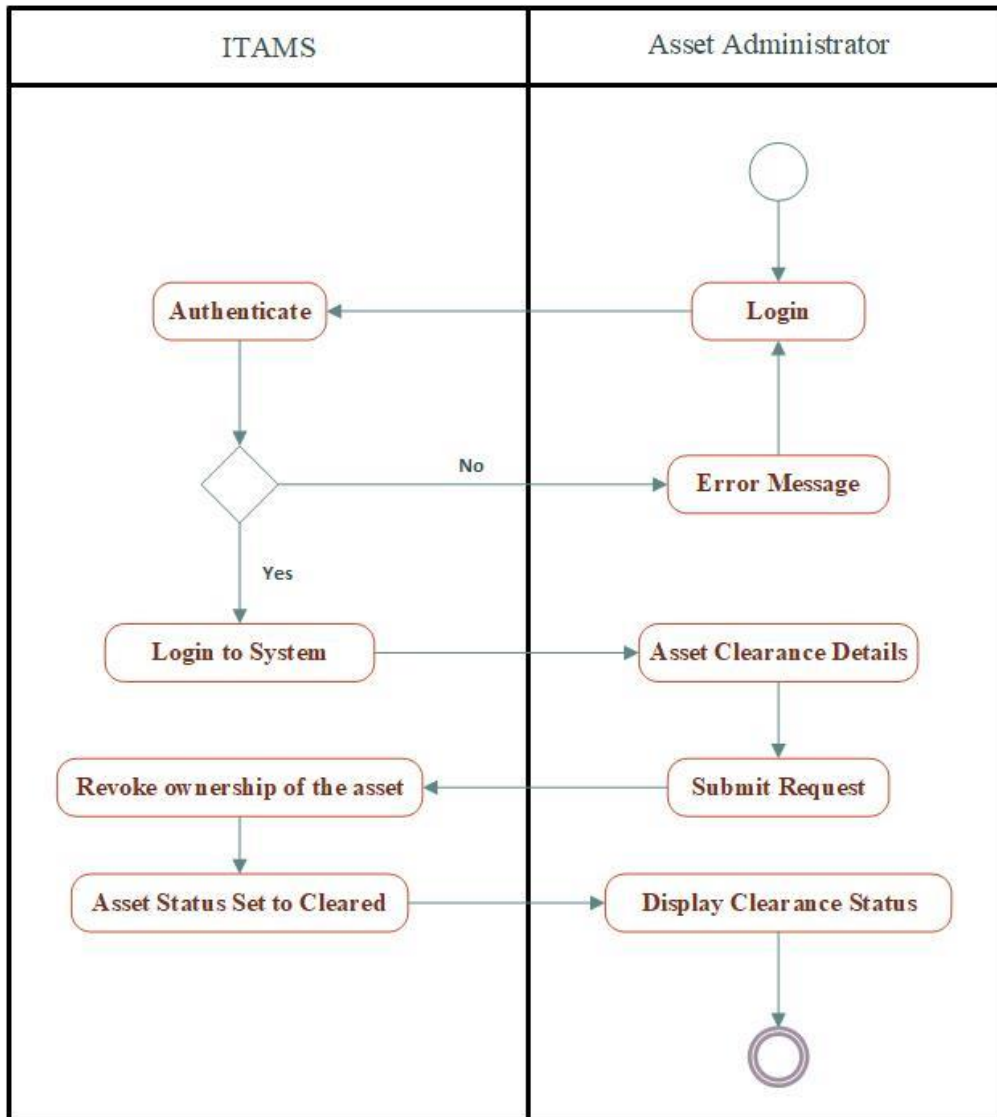 ITAMS
Asset Administrator
Authenticate
Login
No
Error Message
Yes
Login to System
Asset Clearance Details
Revoke ownership of the asset
Submit Request
Asset Status Set to Cleared
Display Clearance Status